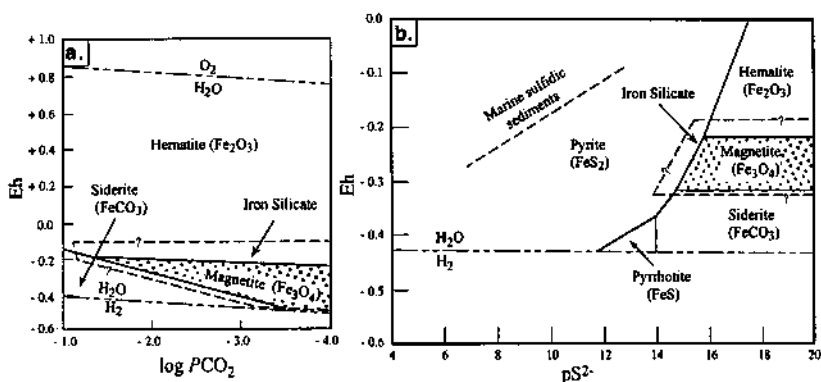 a.
+ 1.0
+ 0.8
+ 0.6
+ 0.4
+ 0.2
0.0
- 0.2
- 0.4
- 0.6
Eh
O₂
H₂O
Hematite (Fe₂O₃)
Siderite
(FeCO₃)
Iron Silicate
?
Magnetite (Fe₃O₄)
?
H₂O
H₂
- 1.0
- 2.0
- 3.0
- 4.0
log PCO₂
b.
- 0.0
- 0.1
- 0.2
- 0.3
- 0.4
- 0.5
- 0.6
Eh
Marine sulfidic
sediments
Hematite
(Fe₂O₃)
Iron Silicate
?
Pyrite
(FeS₂)
?
Magnetite
(Fe₃O₄)
?
Siderite
(FeCO₃)
H₂O
H₂
Pyrrhotite
(FeS)
4
6
8
10
12
14
16
18
20
pS²⁻